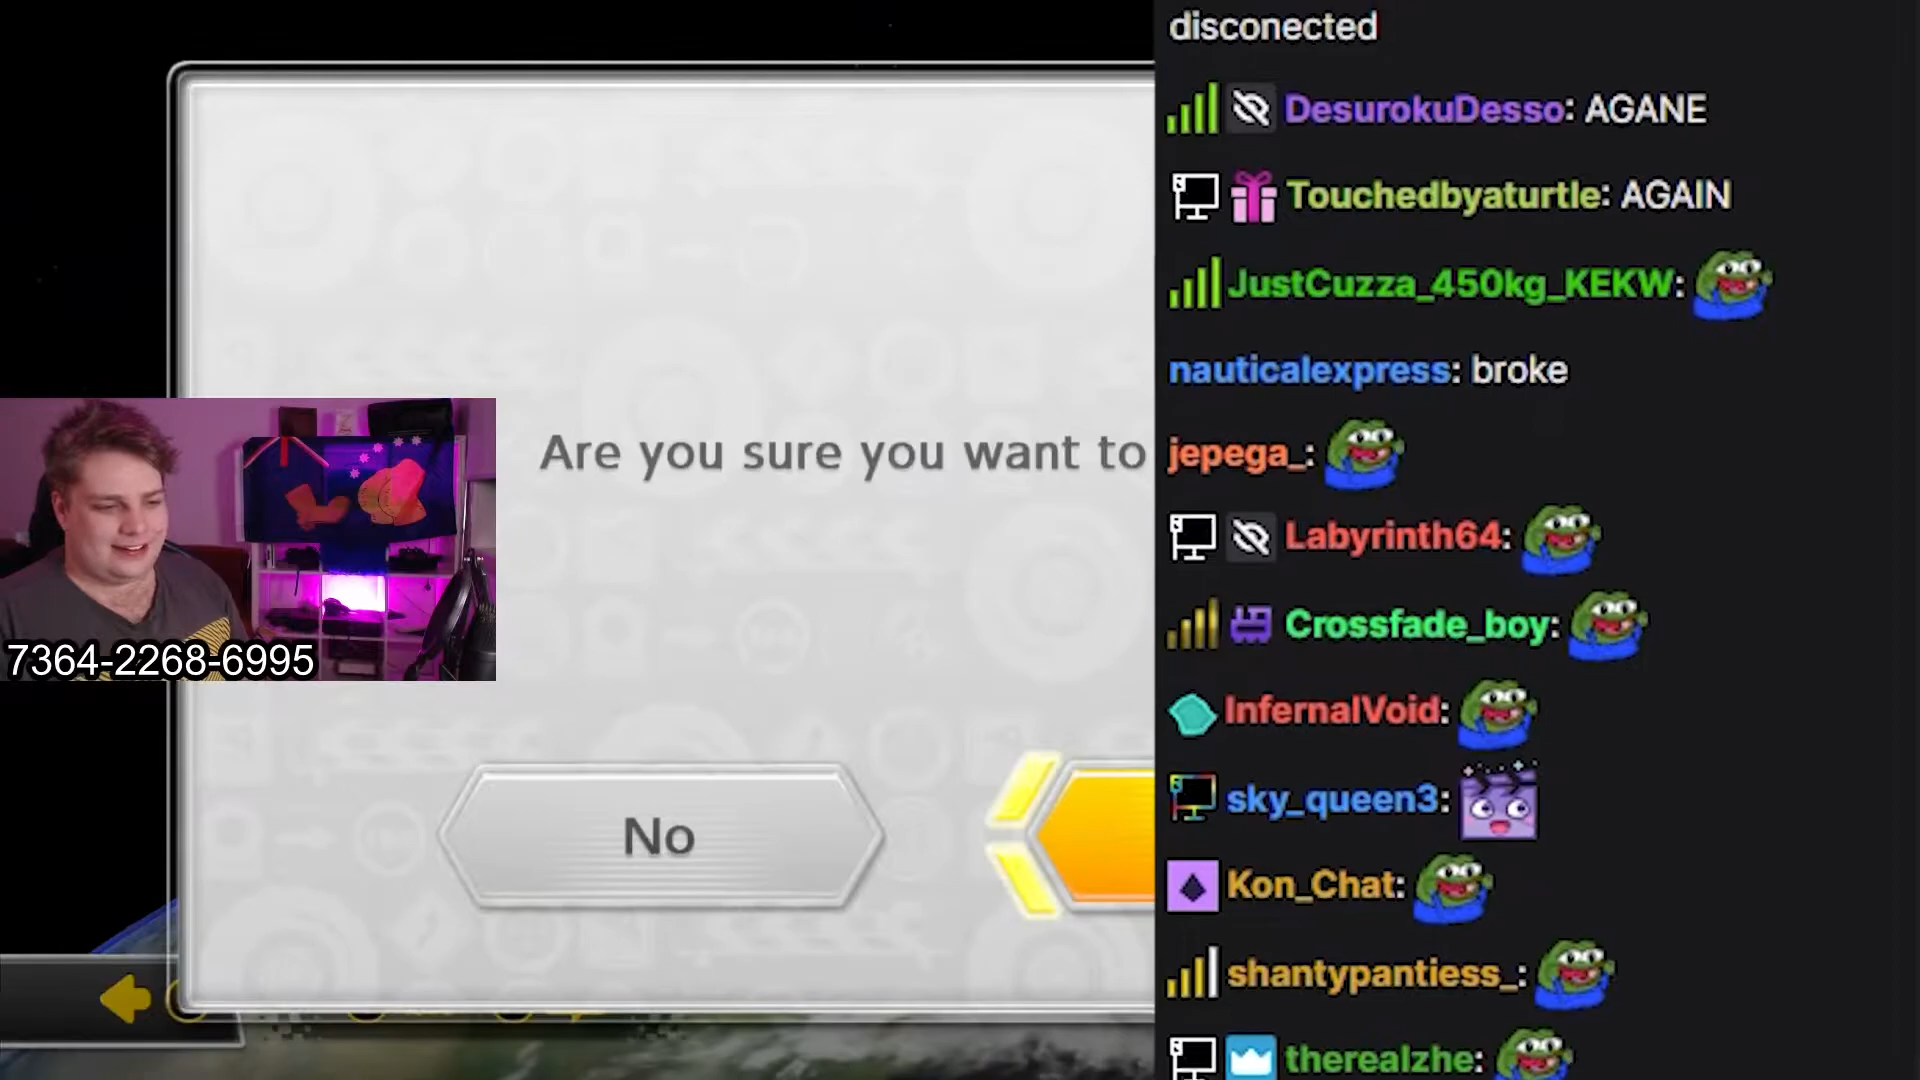 disconected
DesurokuDesso: AGANE
Touchedbyaturtle: AGAIN
JustCuzza_450kg_KEKW:
nauticalexpress: broke
jepega_:
Labyrinth64:
Crossfade_boy:
InfernalVoid:
sky_queen3:
Kon_Chat:
shantypantiess_:
therealzhe:
Are you sure you want to
7364-2268-6995
No